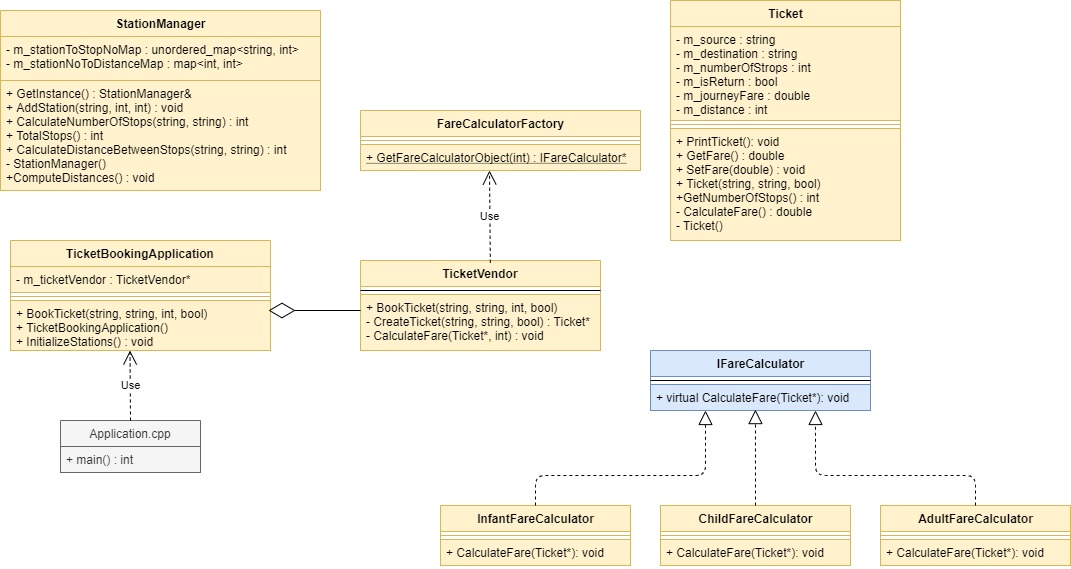 StationManager
- m_stationToStopNoMap : unordered_map<string, int>
- m_stationNoToDistanceMap : map<int, int>
+ GetInstance() : StationManager&
+ AddStation(string, int, int) : void
+ CalculateNumberOfStops(string, string) : int
+ TotalStops() : int
+ CalculateDistanceBetweenStops(string, string) : int
- StationManager()
+ComputeDistances() : void
FareCalculatorFactory
+ GetFareCalculatorObject(int) : IFareCalculator*
Ticket
- m_source : string
- m_destination : string
- m_numberOfStrops : int
- m_isReturn : bool
- m_journeyFare : double
- m_distance : int
+ PrintTicket(): void
+ GetFare() : double
+ SetFare(double) : void
+ Ticket(string, string, bool)
+GetNumberOfStops() : int
- CalculateFare() : double
- Ticket()
Use
TicketBookingApplication
- m_ticketVendor : TicketVendor*
+ BookTicket(string, string, int, bool)
+ TicketBookingApplication()
+ InitializeStations() : void
TicketVendor
+ BookTicket(string, string, int, bool)
- CreateTicket(string, string, bool) : Ticket*
- CalculateFare(Ticket*, int) : void
Use
Application.cpp
+ main() : int
IFareCalculator
+ virtual CalculateFare(Ticket*): void
InfantFareCalculator
+ CalculateFare(Ticket*): void
ChildFareCalculator
+ CalculateFare(Ticket*): void
AdultFareCalculator
+ CalculateFare(Ticket*): void